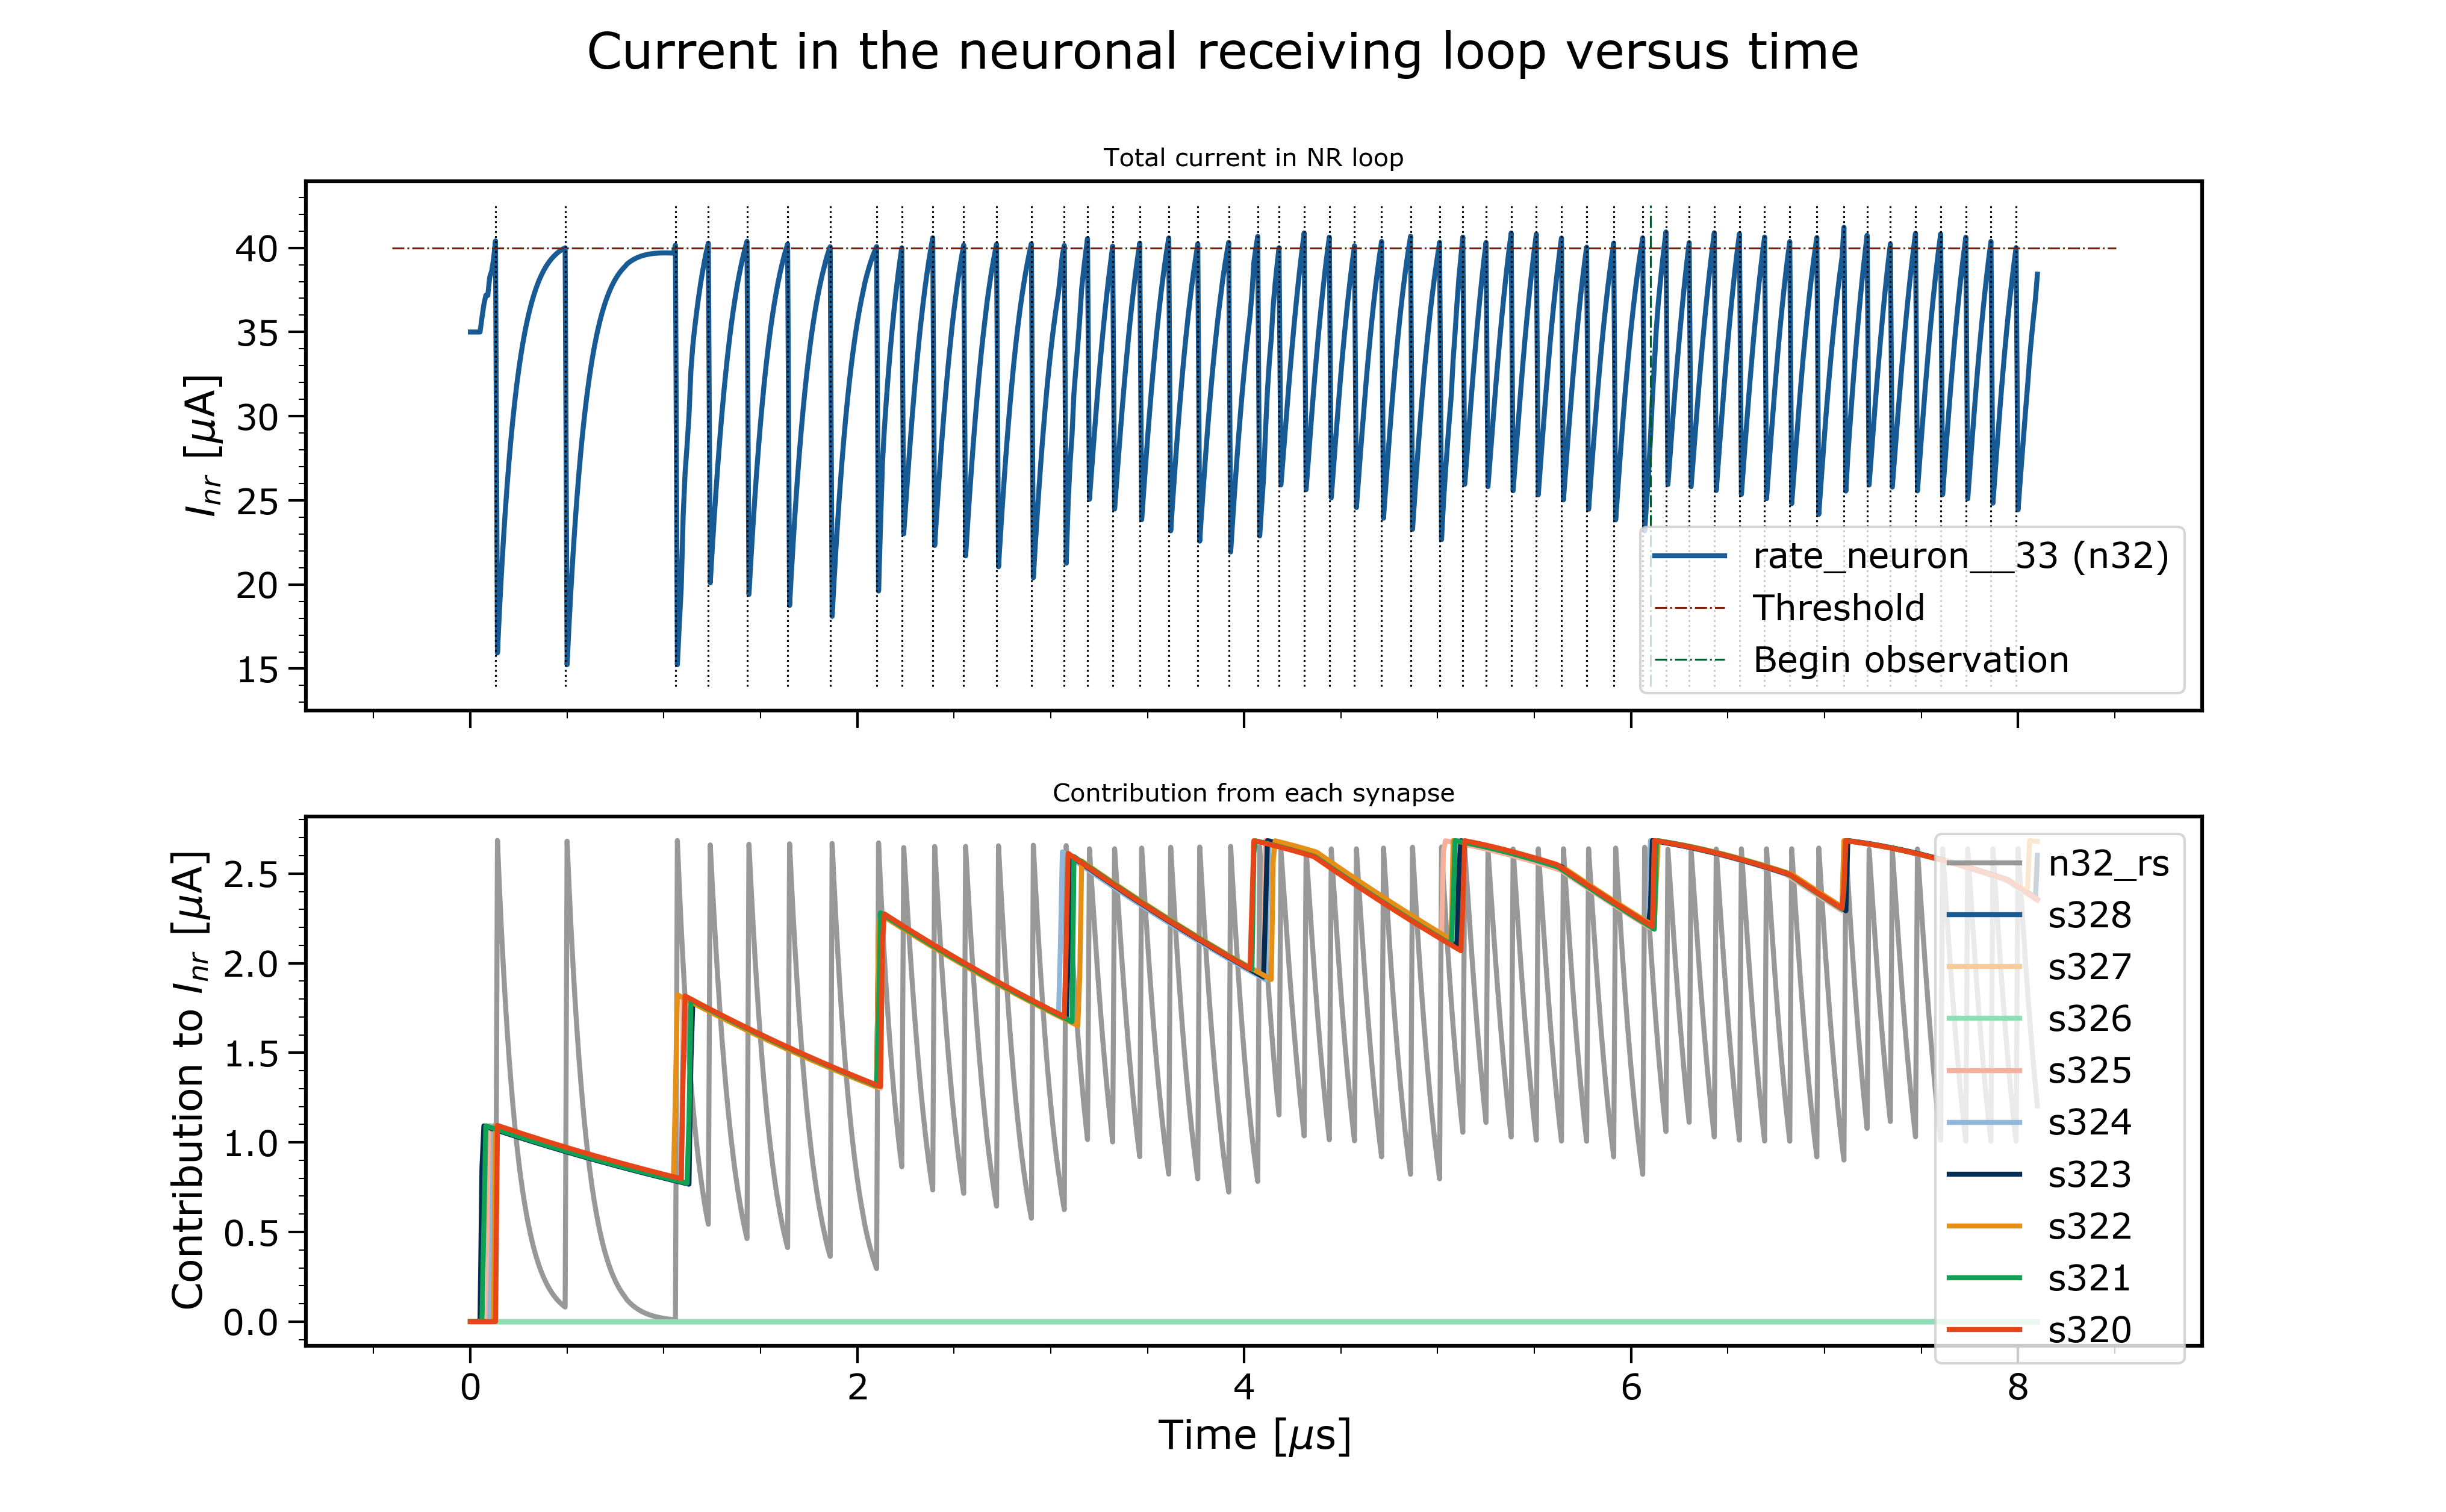 Current in the neuronal receiving loop versus time
Total current in NR loop
40
35
30
25
20
15
I_nr [μA]
rate_neuron__33 (n32)
Threshold
Begin observation
Contribution from each synapse
2.5
2.0
1.5
1.0
0.5
0.0
Contribution to I_nr [μA]
n32_rs
s328
s327
s326
s325
s324
s323
s322
s321
s320
0 2 4 6 8
Time [μs]